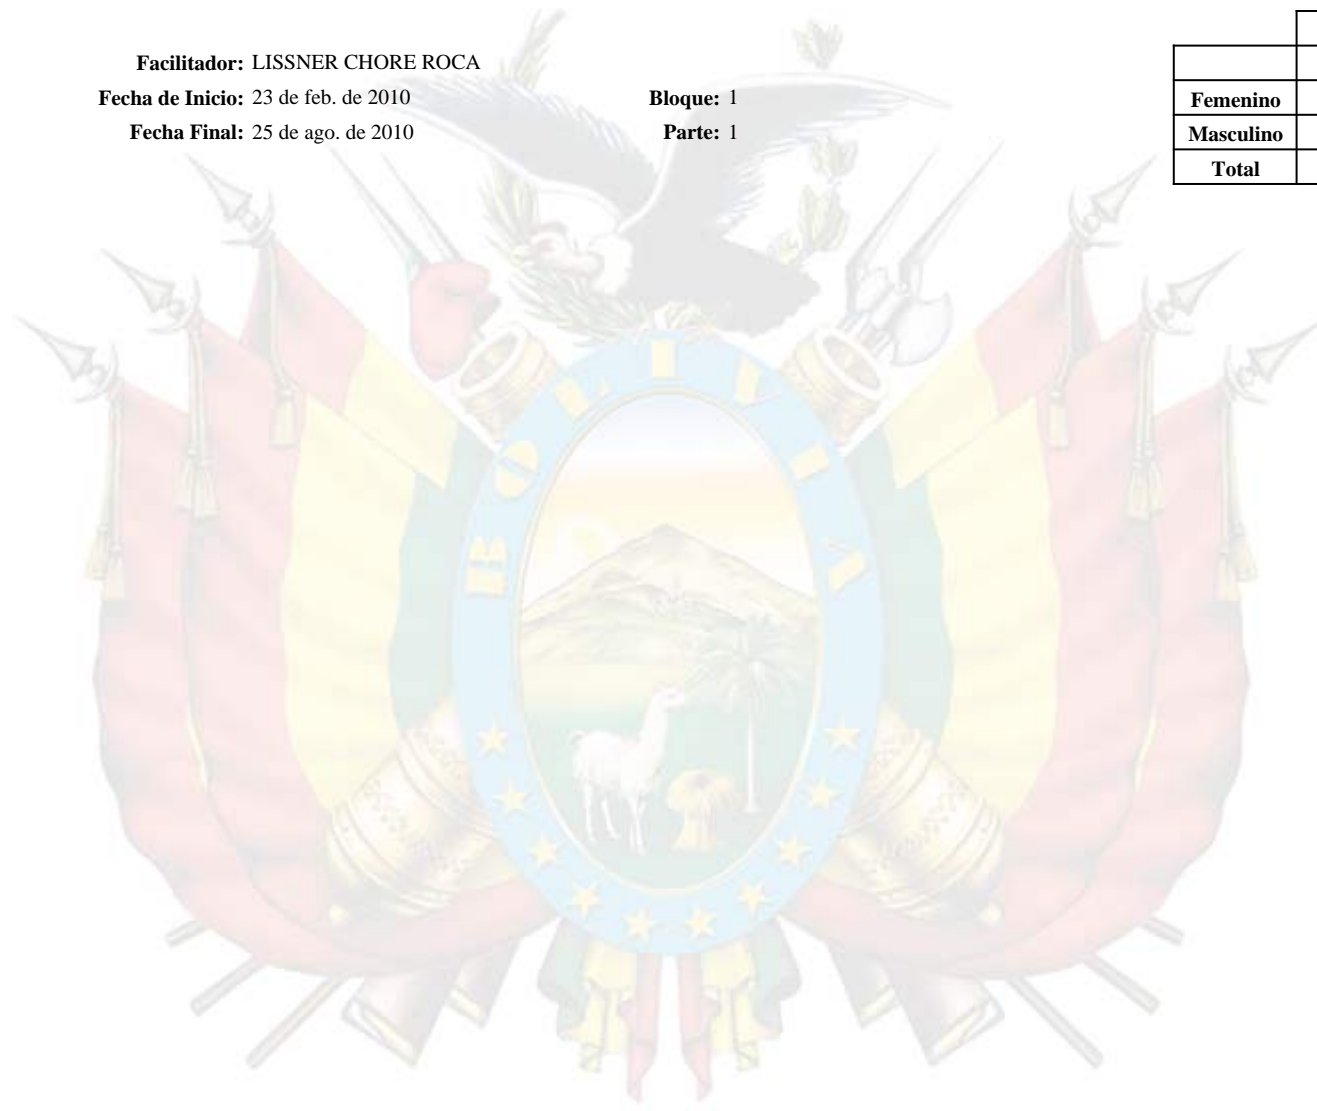 Facilitador: LISSNER CHORE ROCA
Fecha de Inicio: 23 de feb. de 2010 Bloque: 1
Fecha Final: 25 de ago. de 2010 Parte: 1
Femenino
Masculino
Total
BOLIVIA